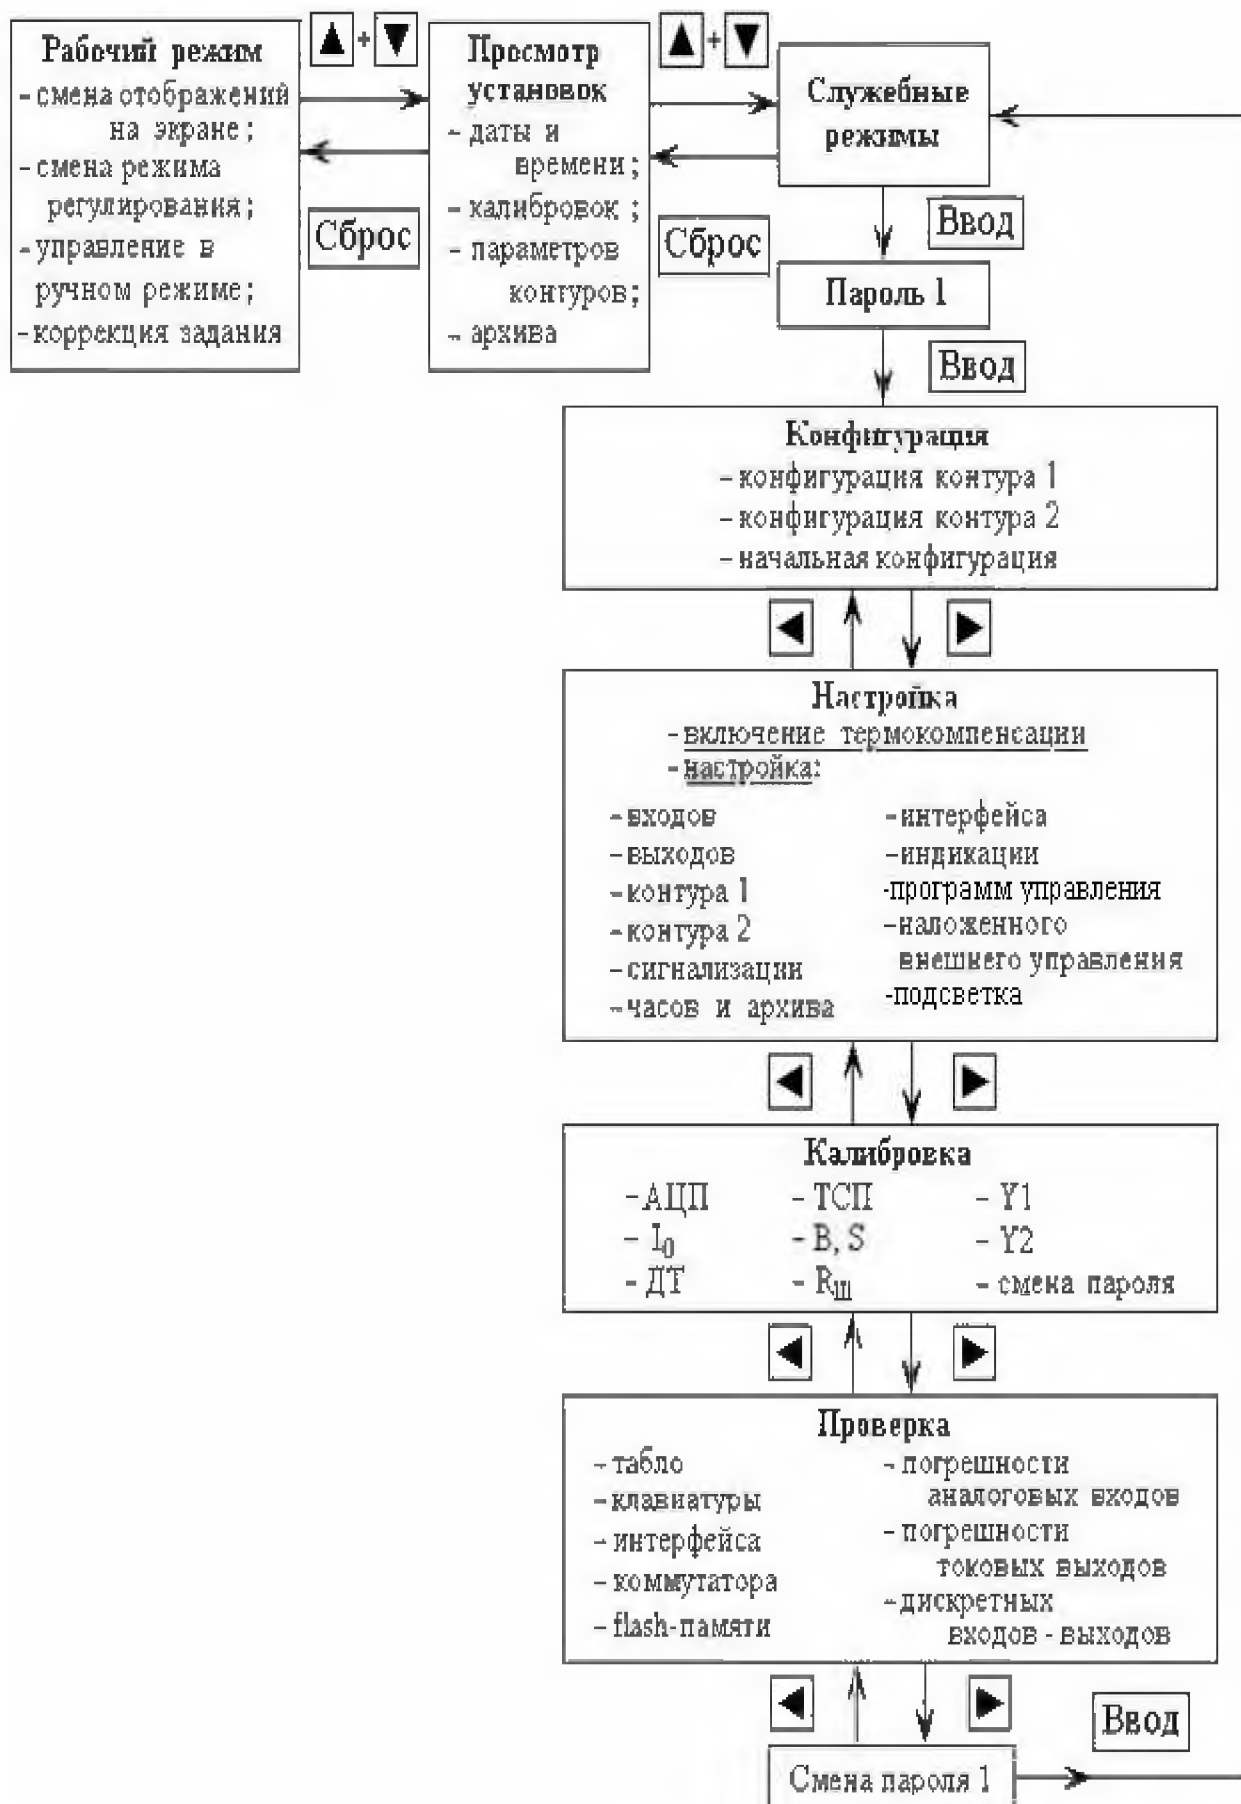 Рабочий режим
- смена отображений
на экране;
- смена режима
регулирования;
- управление в
ручном режиме;
- коррекция задания
+
Сброс
Просмотр
установок
- даты и
времени;
- калибровок ;
- параметров
контуров;
- архива
+
Сброс
Служебные
режимы
Ввод
Пароль 1
Ввод
Конфигурация
- конфигурация контура 1
- конфигурация контура 2
- начальная конфигурация
Настройка
- включение термокомпенсации
- настройка:
- входов
- выходов
- контура 1
- контура 2
- сигнализации
- часов и архива
- интерфейса
- индикации
-программ управления
- наложенного
внешнего управления
-подсветка
Калибровка
- АЦП
- I0
- ДТ
- ТСП
- B, S
- Rш
- Y1
- Y2
- смена пароля
Проверка
- табло
- клавиатуры
- интерфейса
- коммутатора
- flash-памяти
- погрешности
аналоговых входов
- погрешности
токовых выходов
- дискретных
входов - выходов
Ввод
Смена пароля 1